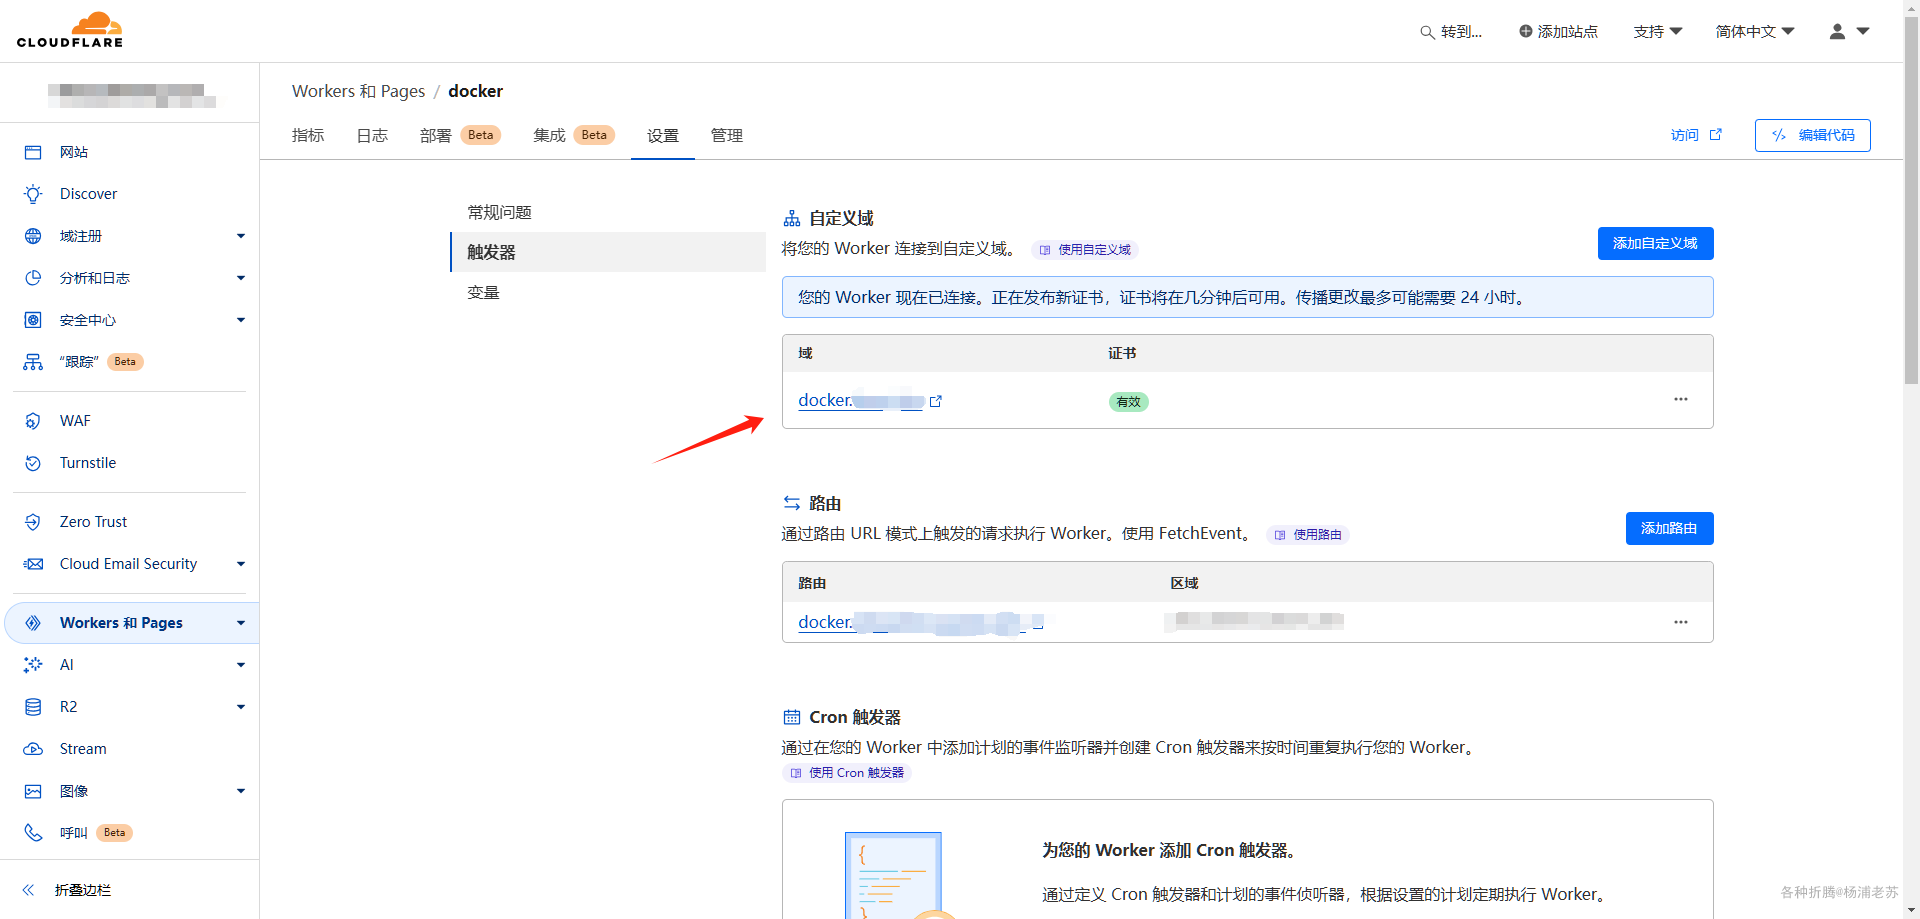 CLOUDFLARE
转到...
添加站点
支持
简体中文
Workers 和 Pages / docker
指标
日志
部署 Beta
集成 Beta
设置
管理
访问
编辑代码
网站
Discover
域注册
分析和日志
安全中心
“跟踪” Beta
WAF
Turnstile
Zero Trust
Cloud Email Security
Workers 和 Pages
AI
R2
Stream
图像
呼叫 Beta
折叠边栏
常规问题
触发器
变量
自定义域
将您的 Worker 连接到自定义域。 使用自定义域
添加自定义域
您的 Worker 现在已连接。正在发布新证书，证书将在几分钟后可用。传播更改最多可能需要 24 小时。
域 证书
docker. 有效
路由
通过路由 URL 模式上触发的请求执行 Worker。使用 FetchEvent。 使用路由
添加路由
路由 区域
docker.
Cron 触发器
通过在您的 Worker 中添加计划的事件监听器并创建 Cron 触发器来按时间重复执行您的 Worker。
使用 Cron 触发器
为您的 Worker 添加 Cron 触发器。
通过定义 Cron 触发器和计划的事件侦听器，根据设置的计划定期执行 Worker。
各种折腾@杨浦老苏